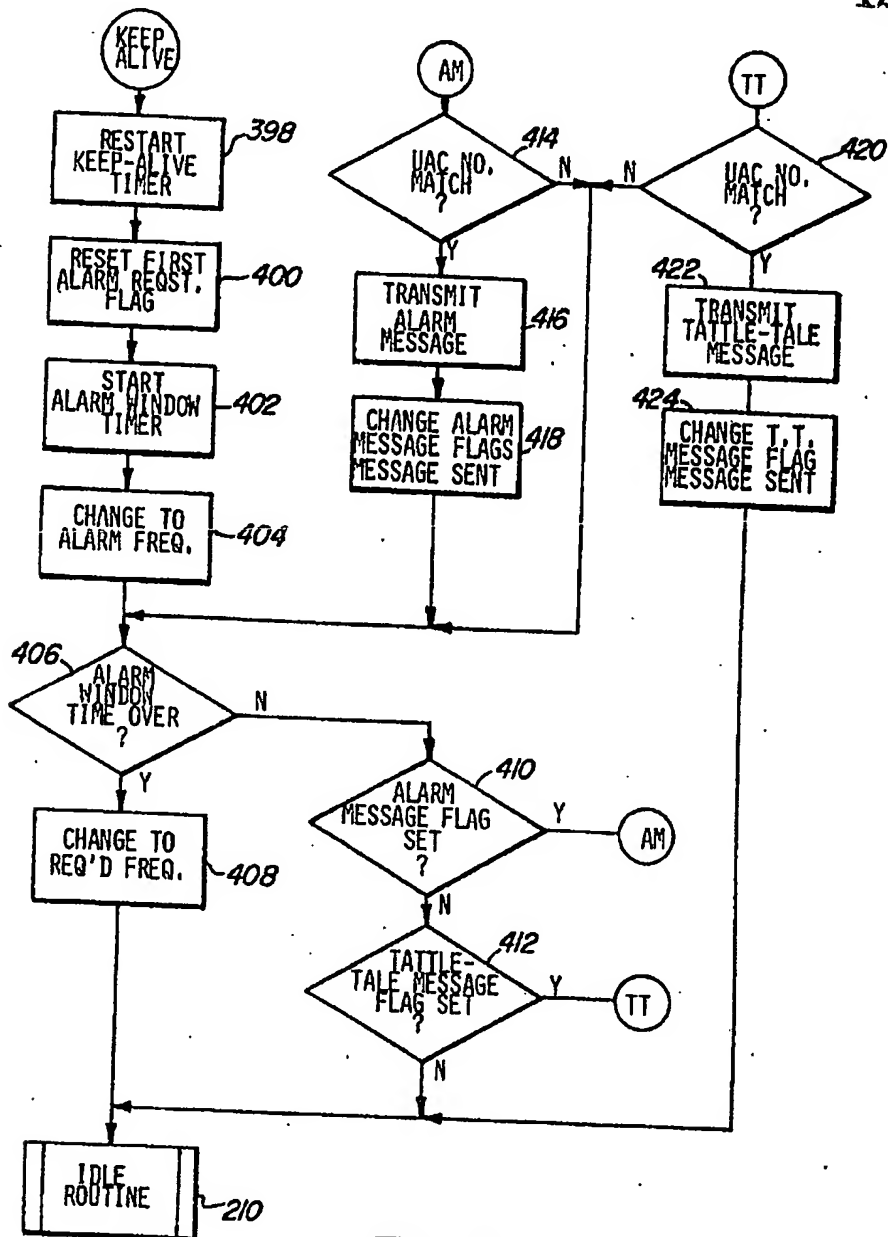 KEEP
ALIVE
RESTART
KEEP-ALIVE
TIMER
398
RESET FIRST
ALARM REQST.
FLAG
400
START
ALARM WINDOW
TIMER
402
CHANGE TO
ALARM FREQ.
404
406
ALARM
WINDOW
TIME OVER
?
N
Y
CHANGE TO
REQ'D FREQ.
408
IDLE
ROUTINE
210
AM
414
UAC NO.
MATCH
?
N
Y
TRANSMIT
ALARM
MESSAGE
416
CHANGE ALARM
MESSAGE FLAGS
MESSAGE SENT
418
TT
420
UAC NO.
MATCH
?
N
Y
422
TRANSMIT
TATTLE-TALE
MESSAGE
424
CHANGE T.T.
MESSAGE FLAG
MESSAGE SENT
410
ALARM
MESSAGE FLAG
SET
?
Y
AM
N
412
TATTLE-
TALE MESSAGE
FLAG SET
?
Y
TT
N